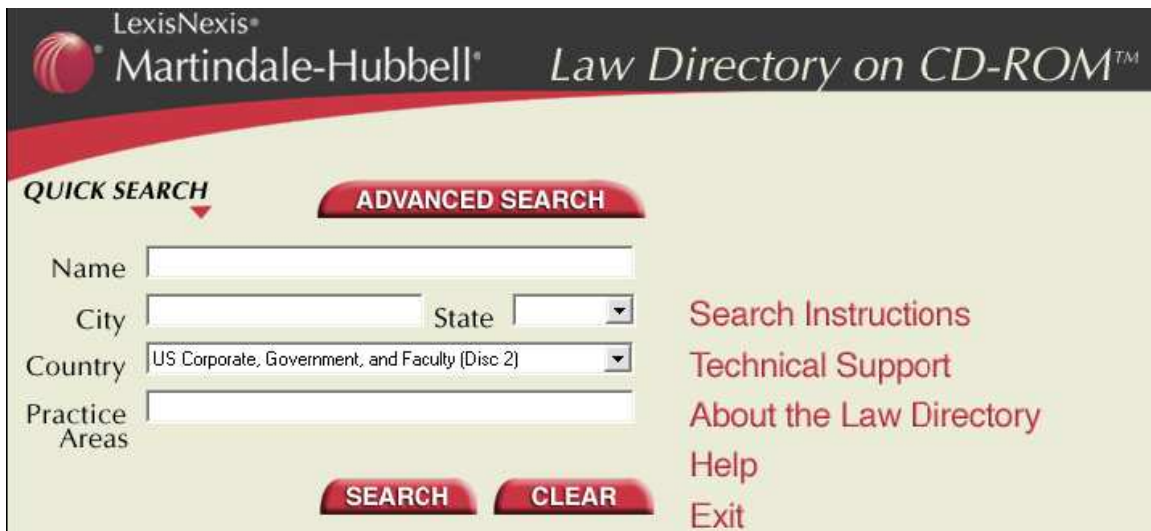 LexisNexis®
Martindale-Hubbell® Law Directory on CD-ROM™
QUICK SEARCH
ADVANCED SEARCH
Name
City State
Country US Corporate, Government, and Faculty (Disc 2)
Practice Areas
SEARCH CLEAR
Search Instructions
Technical Support
About the Law Directory
Help
Exit